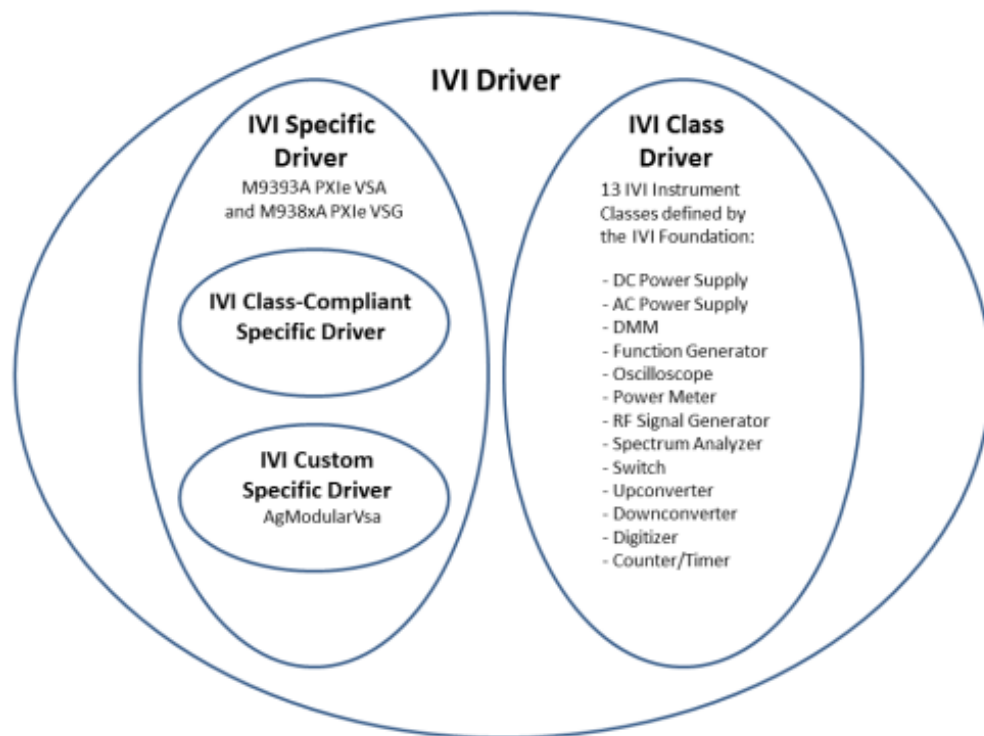 IVI Driver
IVI Specific
Driver
M9393A PXIe VSA
and M938xA PXIe VSG
IVI Class-Compliant
Specific Driver
IVI Custom
Specific Driver
AgModularVsa
IVI Class
Driver
13 IVI Instrument
Classes defined by
the IVI Foundation:
- DC Power Supply
- AC Power Supply
- DMM
- Function Generator
- Oscilloscope
- Power Meter
- RF Signal Generator
- Spectrum Analyzer
- Switch
- Upconverter
- Downconverter
- Digitizer
- Counter/Timer